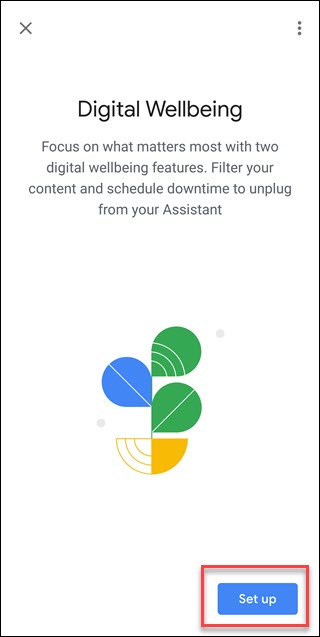 Digital Wellbeing
Focus on what matters most with two
digital wellbeing features. Filter your
content and schedule downtime to unplug
from your Assistant
Set up